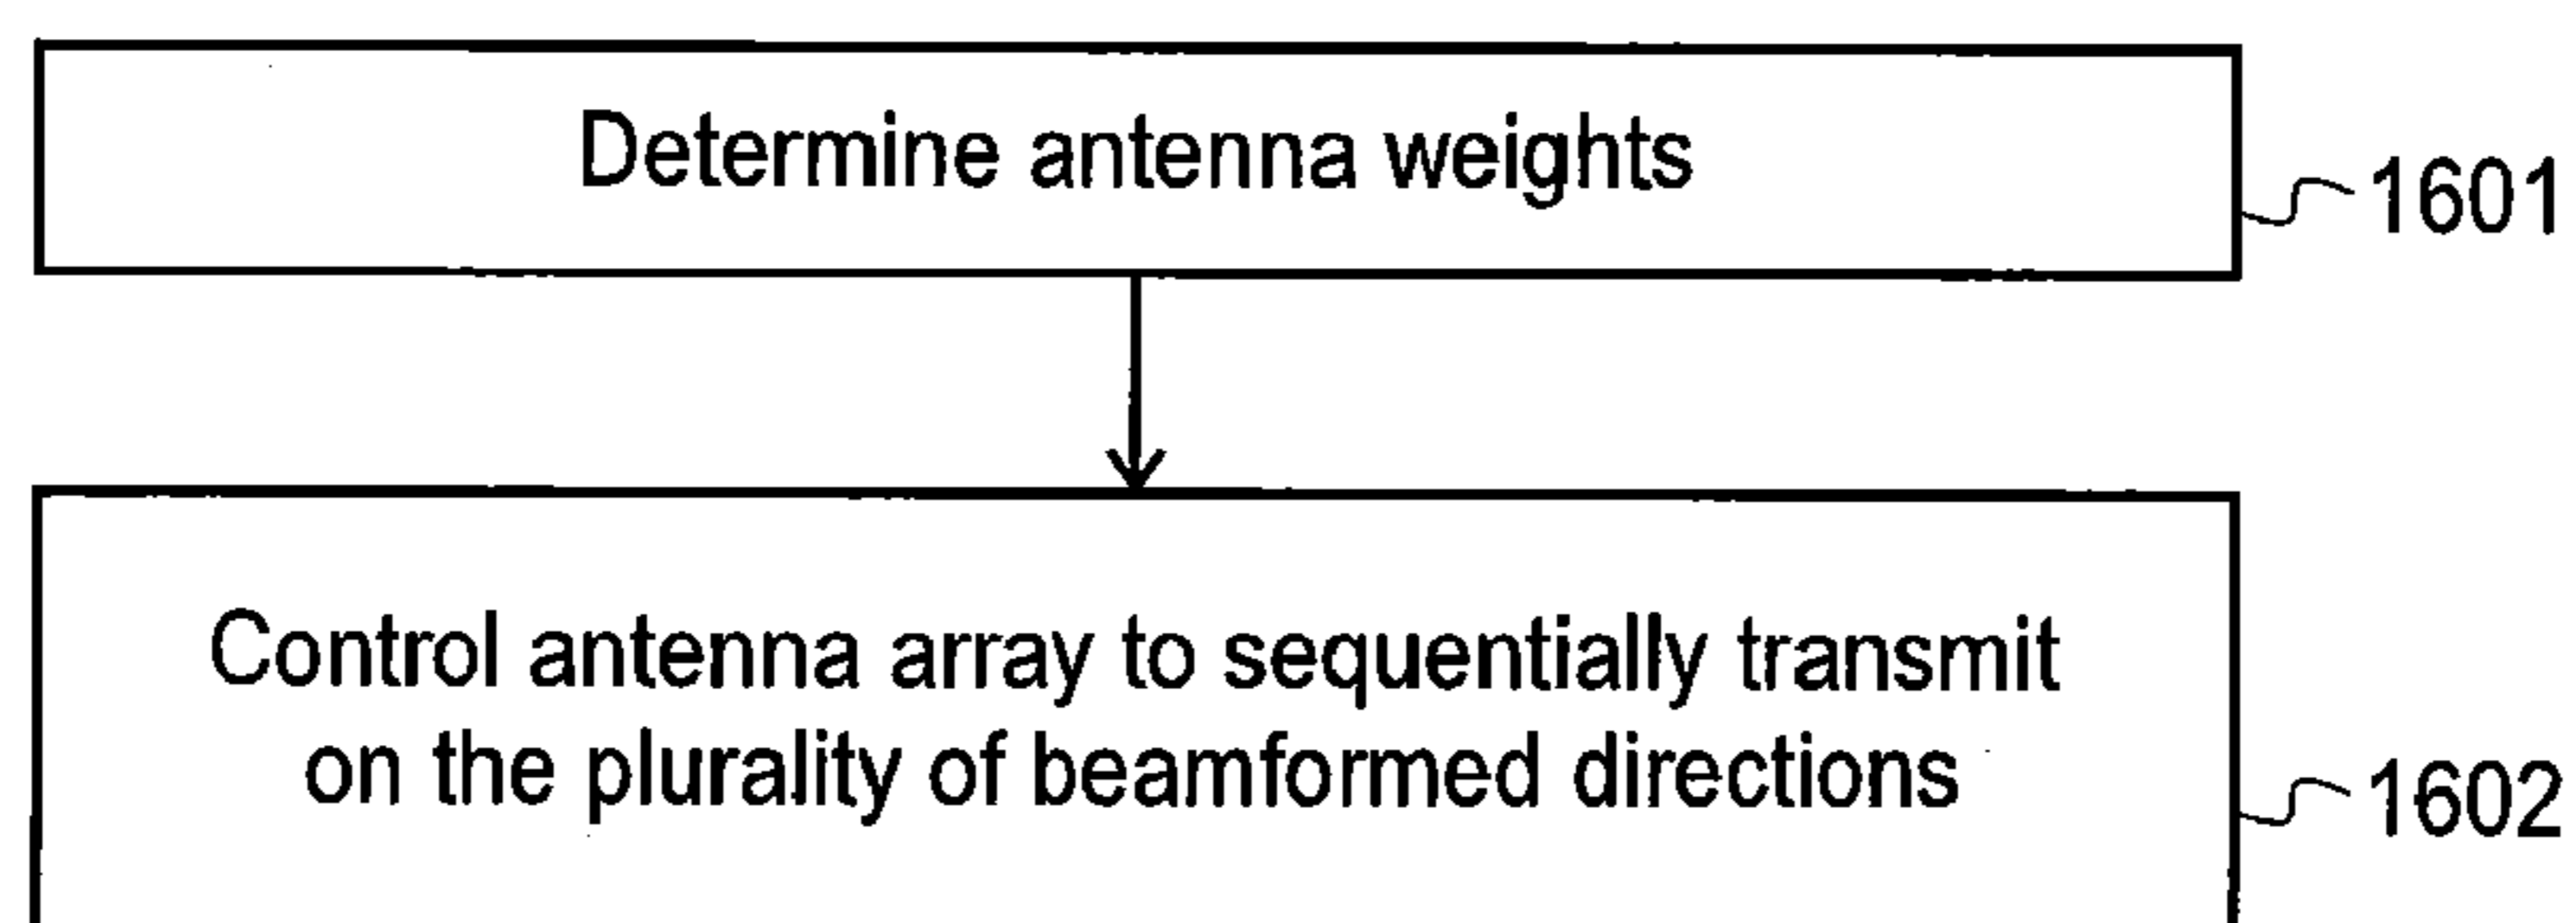 Determine antenna weights
1601
Control antenna array to sequentially transmit
on the plurality of beamformed directions
1602